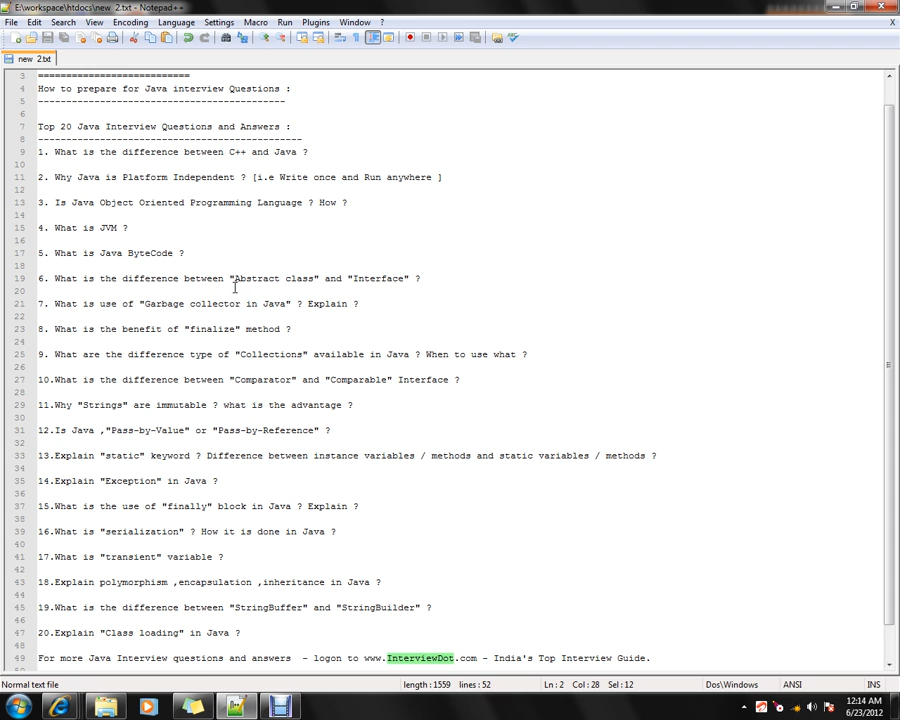 E:\workspace\htdocs\new  2.txt - Notepad++
File Edit Search View Encoding Language Settings Macro Run Plugins Window ? X
new  2.txt
3 ===========================
4 How to prepare for Java interview Questions :
5 --------------------------------------------
6
7 Top 20 Java Interview Questions and Answers :
8 -----------------------------------------------
9 1. What is the difference between C++ and Java ?
10
11 2. Why Java is Platform Independent ? [i.e Write once and Run anywhere ]
12
13 3. Is Java Object Oriented Programming Language ? How ?
14
15 4. What is JVM ?
16
17 5. What is Java ByteCode ?
18
19 6. What is the difference between "Abstract class" and "Interface" ?
20
21 7. What is use of "Garbage collector in Java" ? Explain ?
22
23 8. What is the benefit of "finalize" method ?
24
25 9. What are the difference type of "Collections" available in Java ? When to use what ?
26
27 10.What is the difference between "Comparator" and "Comparable" Interface ?
28
29 11.Why "Strings" are immutable ? what is the advantage ?
30
31 12.Is Java ,"Pass-by-Value" or "Pass-by-Reference" ?
32
33 13.Explain "static" keyword ? Difference between instance variables / methods and static variables / methods ?
34
35 14.Explain "Exception" in Java ?
36
37 15.What is the use of "finally" block in Java ? Explain ?
38
39 16.What is "serialization" ? How it is done in Java ?
40
41 17.What is "transient" variable ?
42
43 18.Explain polymorphism ,encapsulation ,inheritance in Java ?
44
45 19.What is the difference between "StringBuffer" and "StringBuilder" ?
46
47 20.Explain "Class loading" in Java ?
48
49 For more Java Interview questions and answers  - logon to www.InterviewDot.com - India's Top Interview Guide.
Normal text file length : 1559 lines : 52 Ln : 2 Col : 28 Sel : 12 Dos\Windows ANSI INS
12:14 AM
6/23/2012